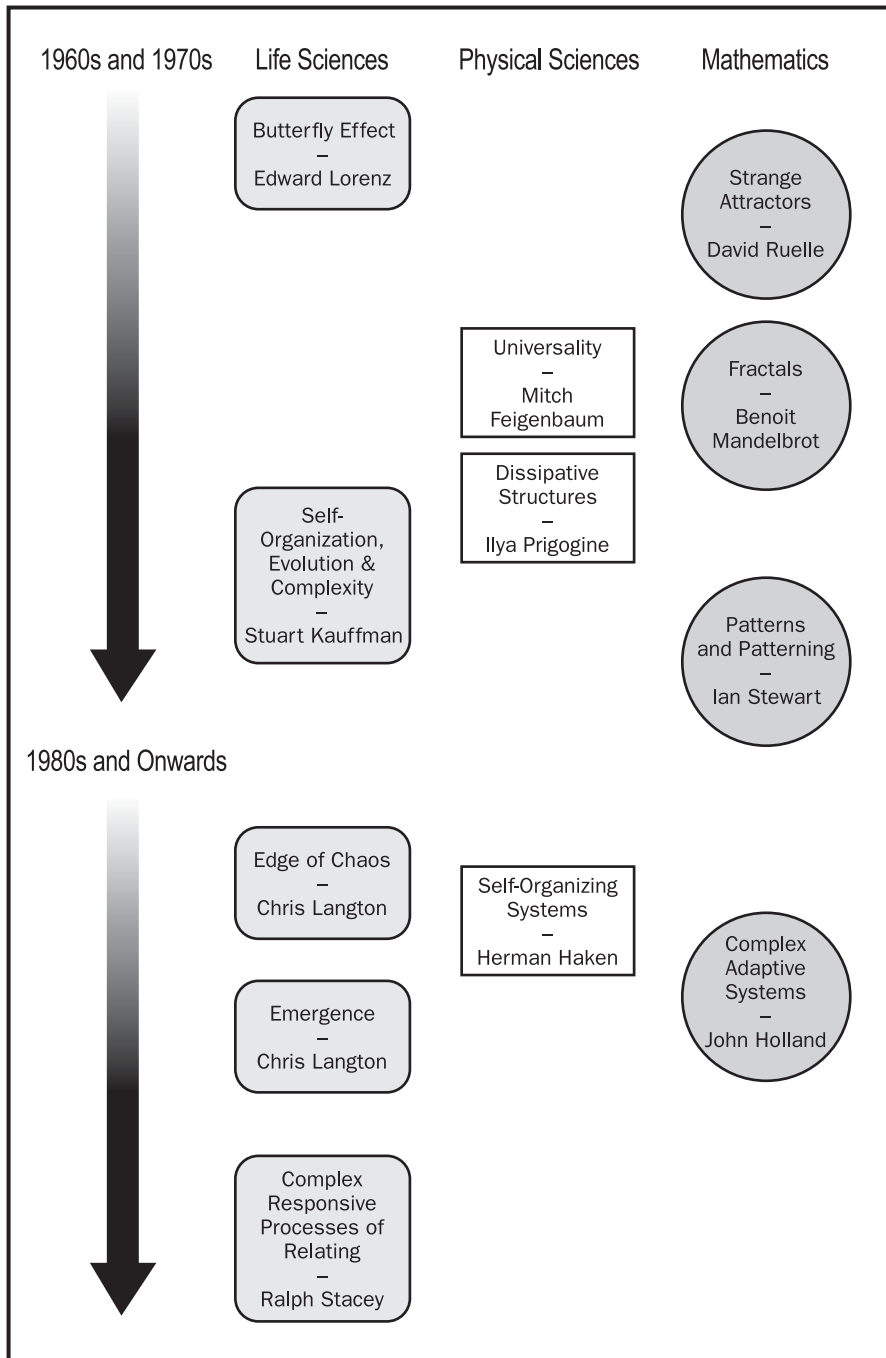 1960s and 1970s
Life Sciences
Physical Sciences
Mathematics
Butterfly Effect
–
Edward Lorenz
Strange
Attractors
–
David Ruelle
Universality
–
Mitch
Feigenbaum
Fractals
–
Benoit
Mandelbrot
Dissipative
Structures
–
Ilya Prigogine
Self-
Organization,
Evolution &
Complexity
–
Stuart Kauffman
Patterns
and Patterning
–
Ian Stewart
1980s and Onwards
Edge of Chaos
–
Chris Langton
Self-Organizing
Systems
–
Herman Haken
Complex
Adaptive
Systems
–
John Holland
Emergence
–
Chris Langton
Complex
Responsive
Processes of
Relating
–
Ralph Stacey